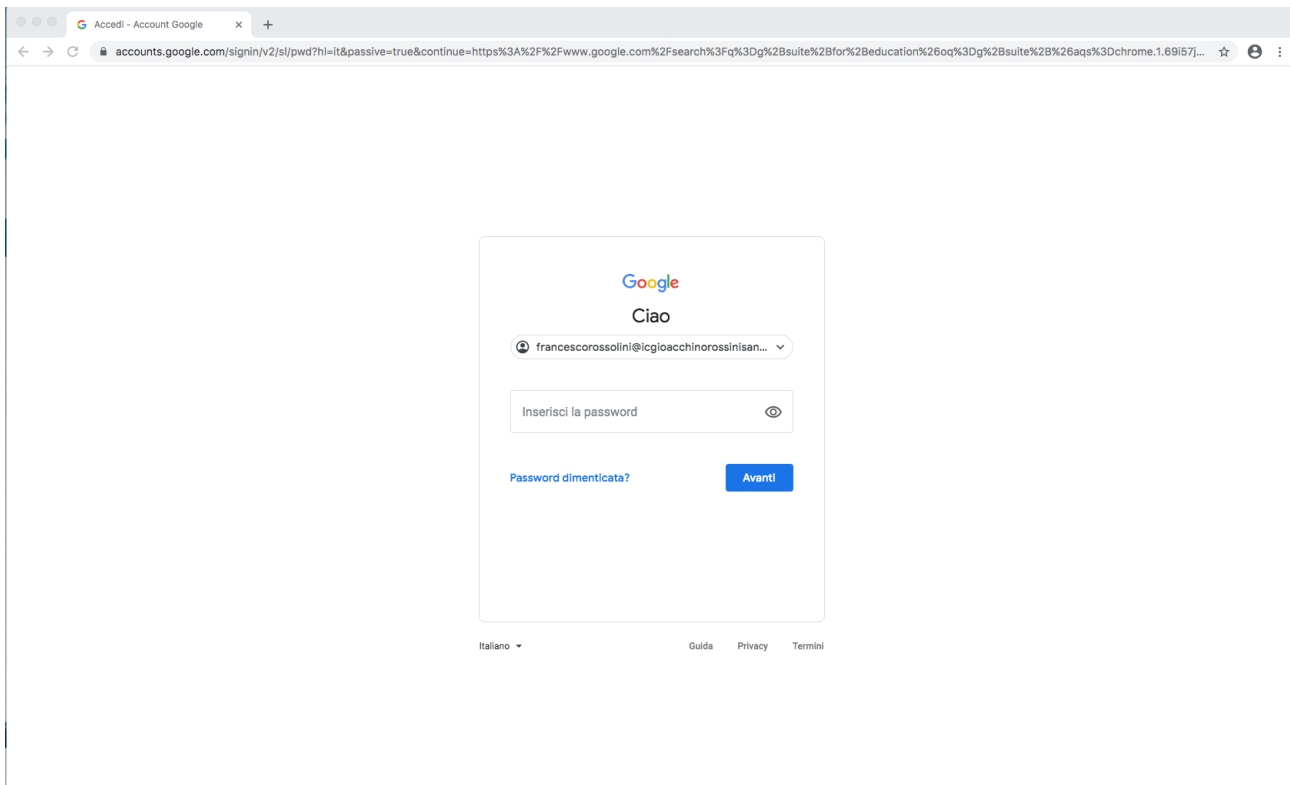 Accedi - Account Google
accounts.google.com/signin/v2/sl/pwd?hl=it&passive=true&continue=https%3A%2F%2Fwww.google.com%2Fsearch%3Fq%3Dg%2Bsuite%2Bfor%2Beducation%26oq%3Dg%2Bsuite%2B%26aqs%3Dchrome.1.69i57j...
Google
Ciao
francescorossolini@icgioacchinorossinisan...
Inserisci la password
Password dimenticata?
Avanti
Italiano
Guida Privacy Termini